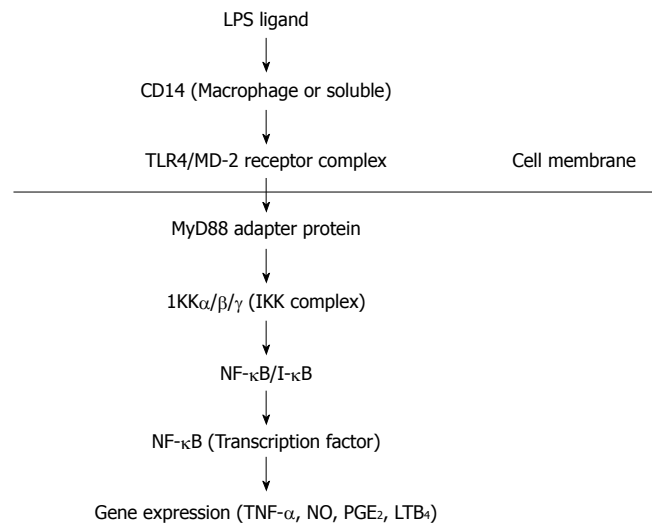 LPS ligand
CD14 (Macrophage or soluble)
TLR4/MD-2 receptor complex
Cell membrane
MyD88 adapter protein
1KKα/β/γ (IKK complex)
NF-κB/I-κB
NF-κB (Transcription factor)
Gene expression (TNF-α, NO, PGE₂, LTB₄)